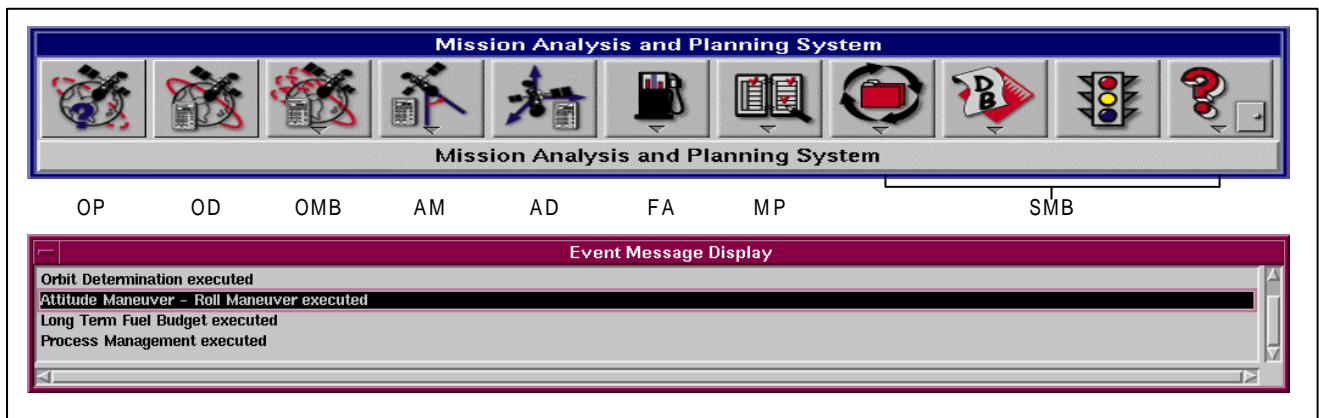 Mission Analysis and Planning System
D
B
Mission Analysis and Planning System
OP OD OMB AM AD FA MP SMB
Event Message Display
Orbit Determination executed
Attitude Maneuver - Roll Maneuver executed
Long Term Fuel Budget executed
Process Management executed